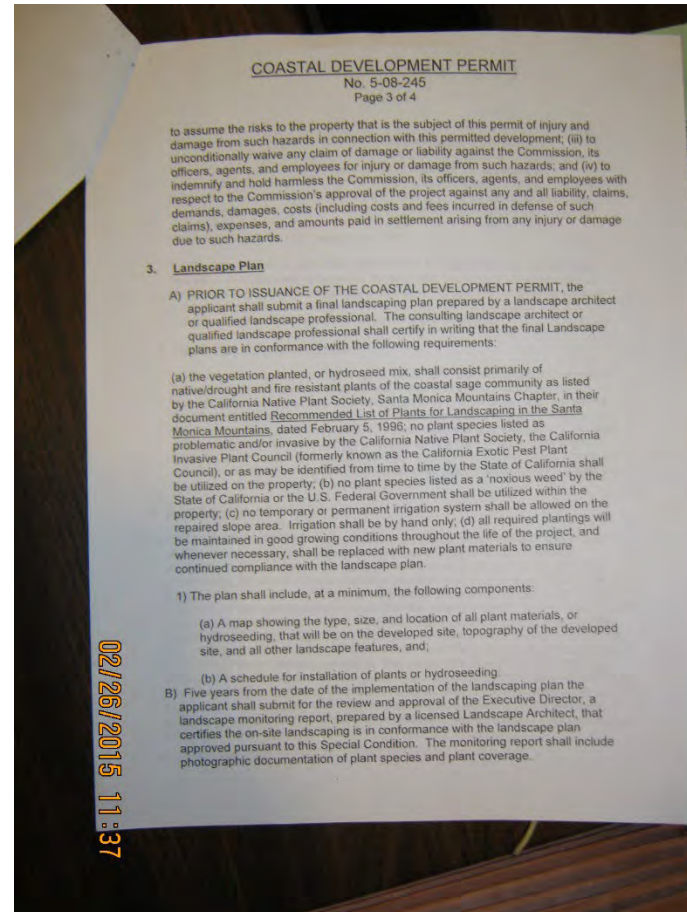 COASTAL DEVELOPMENT PERMIT
No. 5-08-245
Page 3 of 4
to assume the risks to the property that is the subject of this permit of injury and
damage from such hazards in connection with this permitted development; (iii) to
unconditionally waive any claim of damage or liability against the Commission, its
officers, agents, and employees for injury or damage from such hazards; and (iv) to
indemnify and hold harmless the Commission, its officers, agents, and employees with
respect to the Commission's approval of the project against any and all liability, claims,
demands, damages, costs (including costs and fees incurred in defense of such
claims), expenses, and amounts paid in settlement arising from any injury or damage
due to such hazards.
3. Landscape Plan
A) PRIOR TO ISSUANCE OF THE COASTAL DEVELOPMENT PERMIT, the
applicant shall submit a final landscaping plan prepared by a landscape architect
or qualified landscape professional. The consulting landscape architect or
qualified landscape professional shall certify in writing that the final Landscape
plans are in conformance with the following requirements:
(a) the vegetation planted, or hydroseed mix, shall consist primarily of
native/drought and fire resistant plants of the coastal sage community as listed
by the California Native Plant Society, Santa Monica Mountains Chapter, in their
document entitled Recommended List of Plants for Landscaping in the Santa
Monica Mountains, dated February 5, 1996; no plant species listed as
problematic and/or invasive by the California Native Plant Society, the California
Invasive Plant Council (formerly known as the California Exotic Pest Plant
Council), or as may be identified from time to time by the State of California shall
be utilized on the property; (b) no plant species listed as a 'noxious weed' by the
State of California or the U.S. Federal Government shall be utilized within the
property; (c) no temporary or permanent irrigation system shall be allowed on the
repaired slope area. Irrigation shall be by hand only; (d) all required plantings will
be maintained in good growing conditions throughout the life of the project, and
whenever necessary, shall be replaced with new plant materials to ensure
continued compliance with the landscape plan.
1) The plan shall include, at a minimum, the following components:
(a) A map showing the type, size, and location of all plant materials, or
hydroseeding, that will be on the developed site, topography of the developed
site, and all other landscape features, and;
(b) A schedule for installation of plants or hydroseeding.
B) Five years from the date of the implementation of the landscaping plan the
applicant shall submit for the review and approval of the Executive Director, a
landscape monitoring report, prepared by a licensed Landscape Architect, that
certifies the on-site landscaping is in conformance with the landscape plan
approved pursuant to this Special Condition. The monitoring report shall include
photographic documentation of plant species and plant coverage.
02/26/2015 11:37